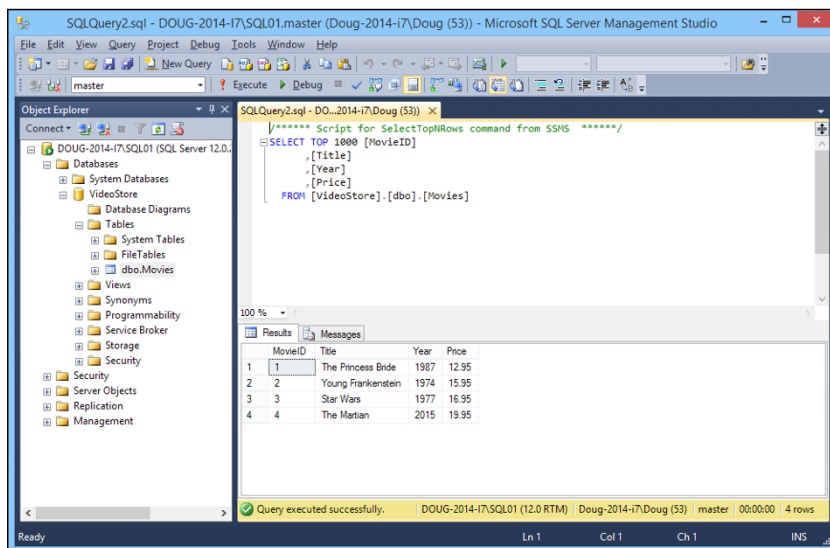 SQLQuery2.sql - DOUG-2014-I7\SQL01.master (Doug-2014-i7\Doug (53)) - Microsoft SQL Server Management Studio
File Edit View Query Project Debug Tools Window Help
New Query
master
Execute Debug
Object Explorer
Connect
DOUG-2014-I7\SQL01 (SQL Server 12.0.
Databases
System Databases
VideoStore
Database Diagrams
Tables
System Tables
FileTables
dbo.Movies
Views
Synonyms
Programmability
Service Broker
Storage
Security
Security
Server Objects
Replication
Management
SQLQuery2.sql - DO...2014-i7\Doug (53))
/****** Script for SelectTopNRows command from SSMS ******/
SELECT TOP 1000 [MovieID]
,[Title]
,[Year]
,[Price]
FROM [VideoStore].[dbo].[Movies]
100 %
Results Messages
MovieID Title Year Price
1 1 The Princess Bride 1987 12.95
2 2 Young Frankenstein 1974 15.95
3 3 Star Wars 1977 16.95
4 4 The Martian 2015 19.95
Query executed successfully. DOUG-2014-I7\SQL01 (12.0 RTM) Doug-2014-i7\Doug (53) master 00:00:00 4 rows
Ready Ln 1 Col 1 Ch 1 INS